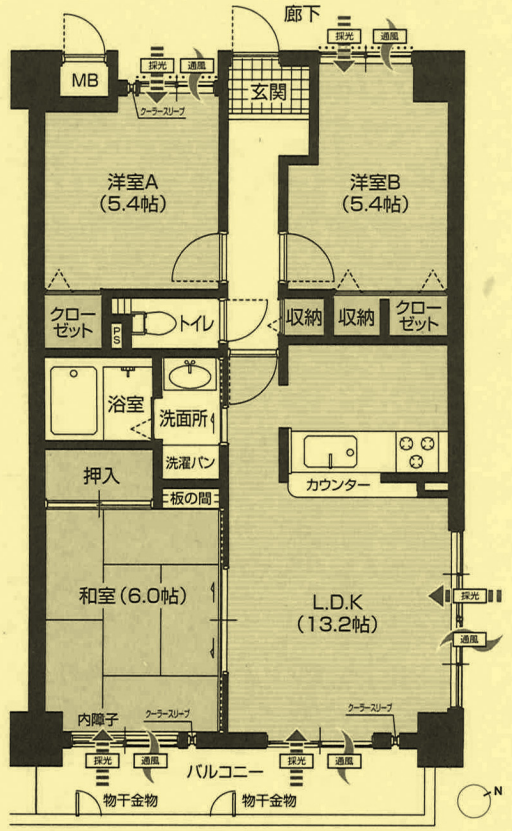 廊下
採光
通風
採光
通風
MB
玄関
クーラースリーブ
洋室A
(5.4帖)
洋室B
(5.4帖)
クロー
ゼット
PS
トイレ
収納
収納
クロー
ゼット
浴室
洗面所
洗濯パン
押入
板の間
カウンター
和室(6.0帖)
L.D.K
(13.2帖)
採光
通風
内障子
クーラースリーブ
クーラースリーブ
採光
通風
バルコニー
採光
通風
物干金物
物干金物
N